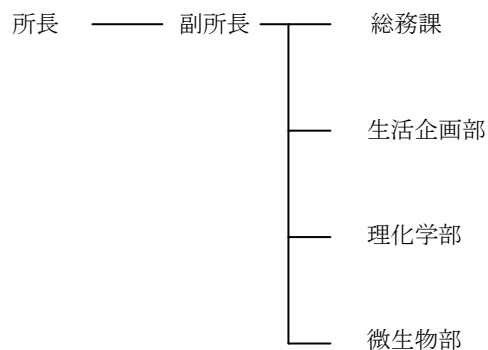 所長 副所長 総務課
生活企画部
理化学部
微生物部